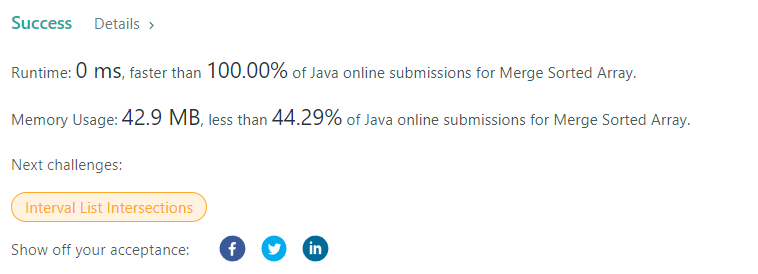 Success Details >
Runtime: 0 ms, faster than 100.00% of Java online submissions for Merge Sorted Array.
Memory Usage: 42.9 MB, less than 44.29% of Java online submissions for Merge Sorted Array.
Next challenges:
Interval List Intersections
Show off your acceptance: f in